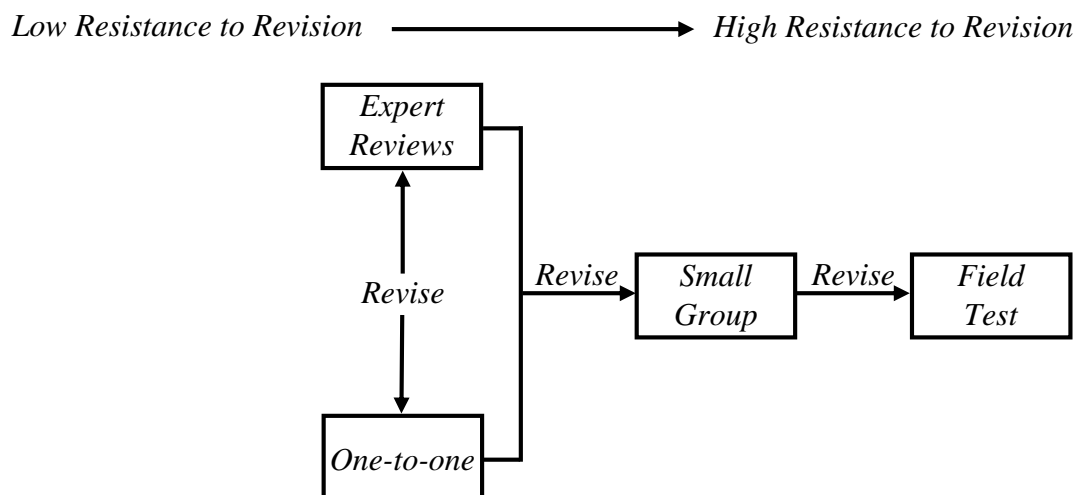 Low Resistance to Revision
High Resistance to Revision
Expert
Reviews
Revise
One-to-one
Revise
Small
Group
Revise
Field
Test